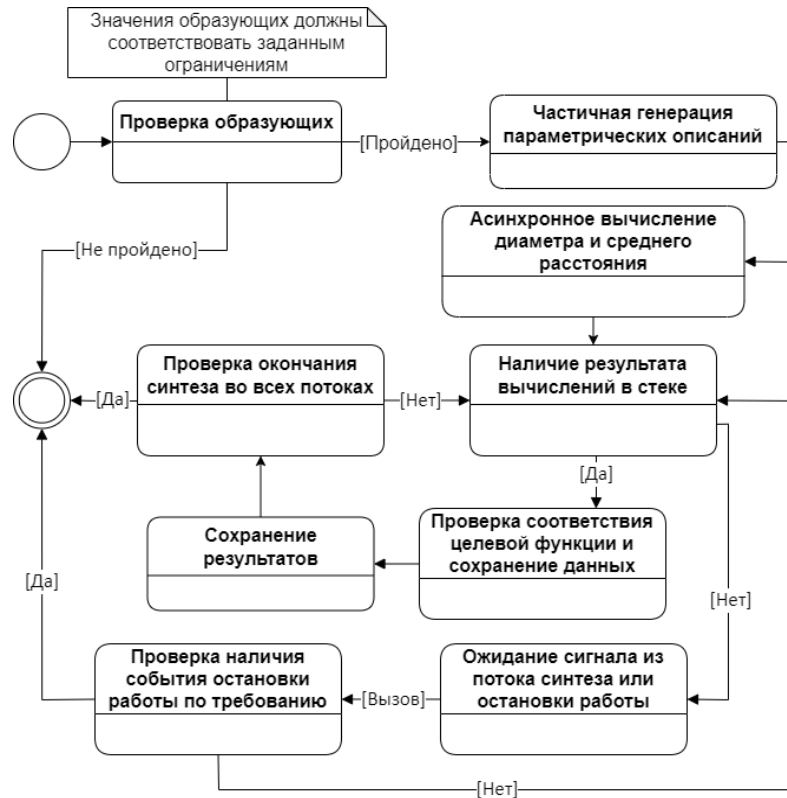 Значения образующих должны
соответствовать заданным
ограничениям
Проверка образующих
[Пройдено]
Частичная генерация
параметрических описаний
Асинхронное вычисление
диаметра и среднего
расстояния
[Не пройдено]
Проверка окончания
синтеза во всех потоках
[Да]
[Нет]
Наличие результата
вычислений в стеке
[Да]
Сохранение
результатов
Проверка соответствия
целевой функции и
сохранение данных
[Да]
[Нет]
Проверка наличия
события остановки
работы по требованию
[Вызов]
Ожидание сигнала из
потока синтеза или
остановки работы
[Нет]